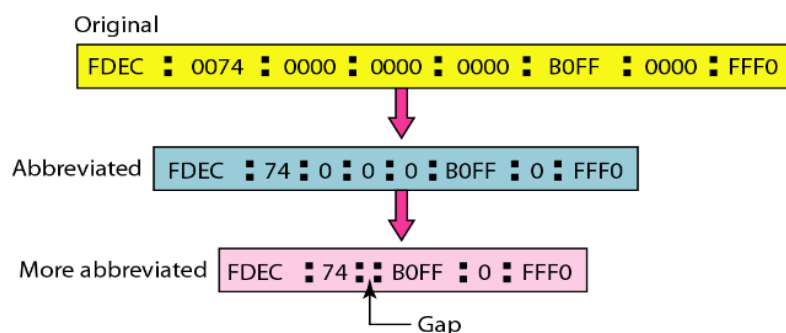 Original
FDEC : 0074 : 0000 : 0000 : 0000 : B0FF : 0000 : FFF0
Abbreviated
FDEC : 74 : 0 : 0 : 0 : B0FF : 0 : FFF0
More abbreviated
FDEC : 74 : : B0FF : 0 : FFF0
Gap